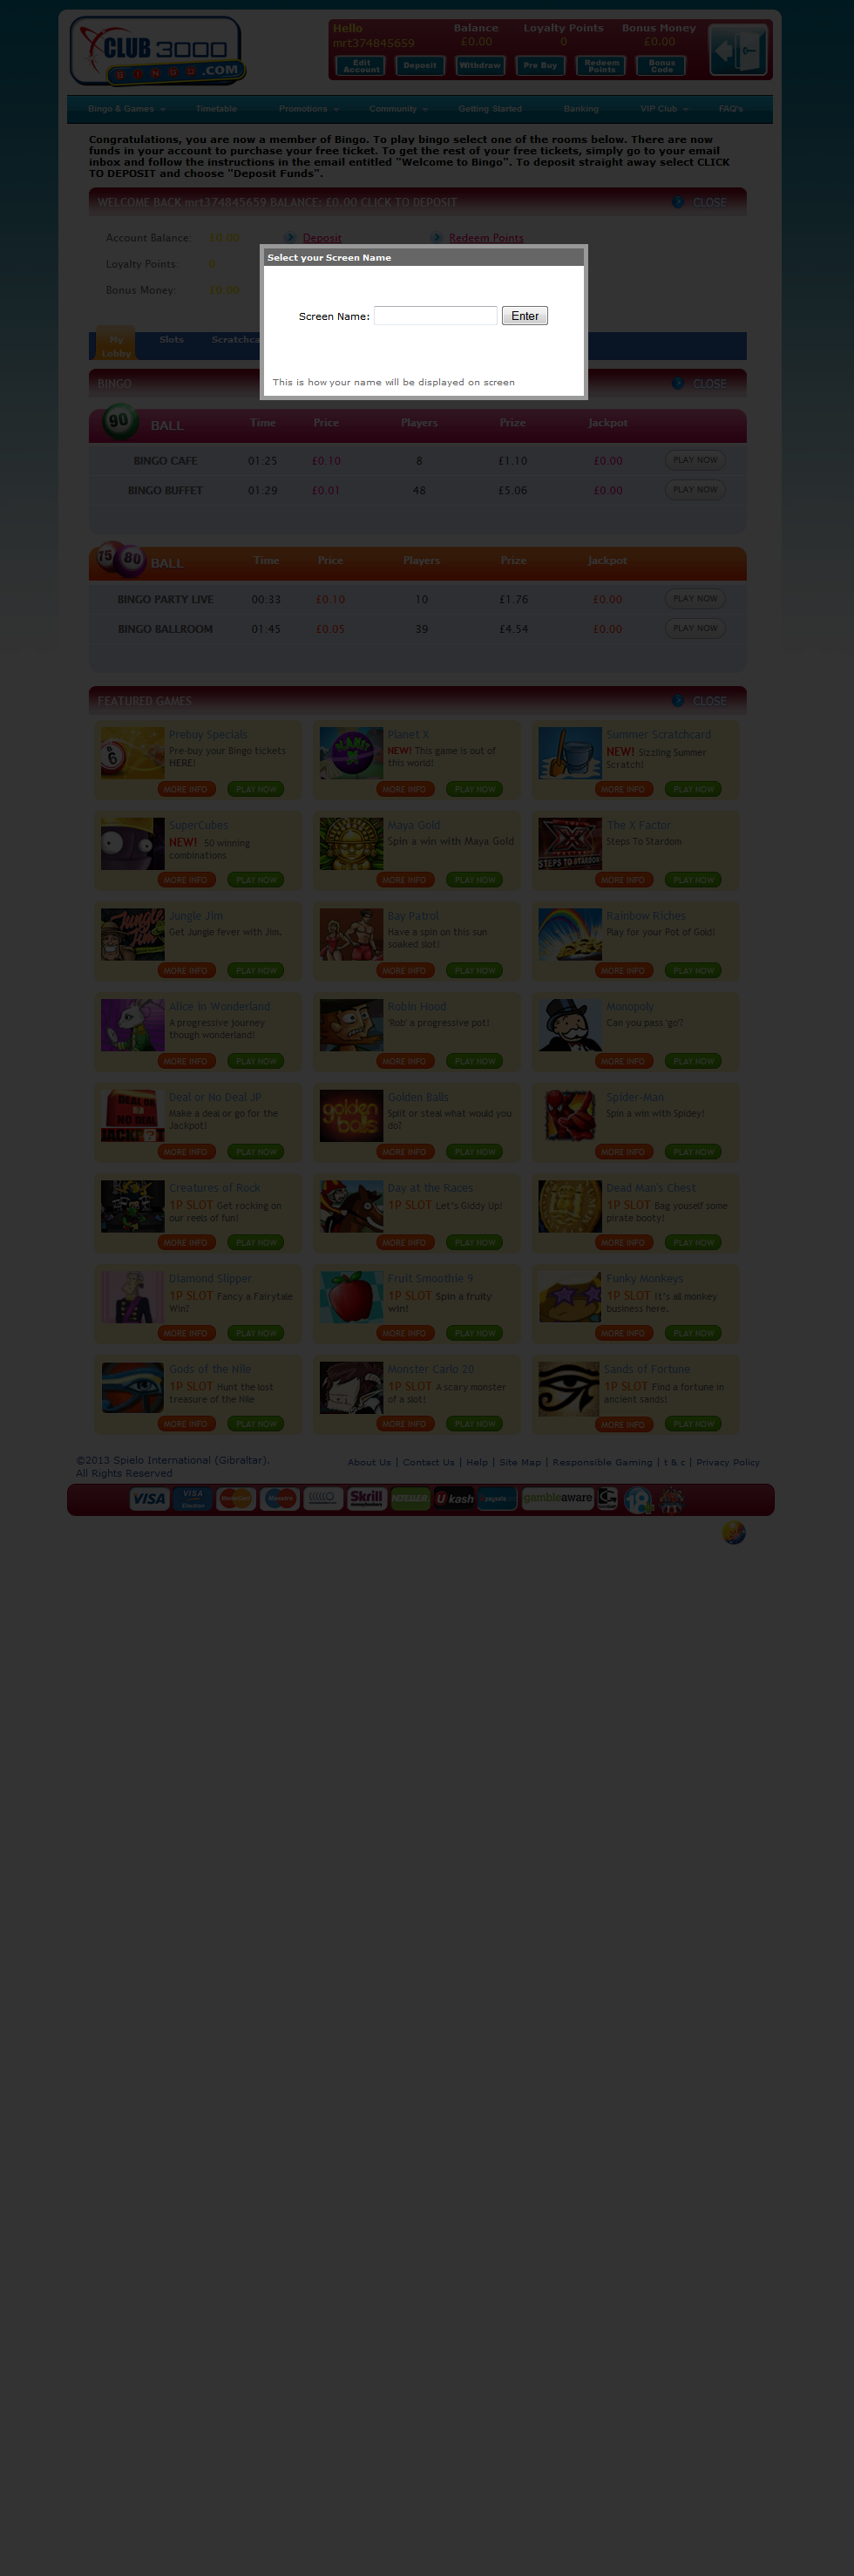 CLUB 3000
BINGO.COM
Hello
mrt374845659
Balance
£0.00
Loyalty Points
0
Bonus Money
£0.00
Edit Account
Deposit
Withdraw
Pre Buy
Redeem Points
Bonus Code
Bingo & Games
Timetable
Promotions
Community
Getting Started
Banking
VIP Club
FAQ's
Congratulations, you are now a member of Bingo. To play bingo select one of the rooms below. There are now
funds in your account to purchase your free ticket. To get the rest of your free tickets, simply go to your email
inbox and follow the instructions in the email entitled "Welcome to Bingo". To deposit straight away select CLICK
TO DEPOSIT and choose "Deposit Funds".
WELCOME BACK mrt374845659 BALANCE: £0.00 CLICK TO DEPOSIT
CLOSE
Account Balance: £0.00
Deposit
Redeem Points
Loyalty Points: 0
Bonus Money: £0.00
Select your Screen Name
Screen Name:
Enter
This is how your name will be displayed on screen
My Lobby
Slots
BINGO
CLOSE
90 BALL Time Price Players Prize Jackpot
BINGO CAFE 01:25 £0.10 8 £1.10 £0.00 PLAY NOW
BINGO BUFFET 01:29 £0.01 48 £5.06 £0.00 PLAY NOW
75 80 BALL Time Price Players Prize Jackpot
BINGO PARTY LIVE 00:33 £0.10 10 £1.76 £0.00 PLAY NOW
BINGO BALLROOM 01:45 £0.05 39 £4.54 £0.00 PLAY NOW
FEATURED GAMES
CLOSE
Prebuy Specials
Pre-buy your Bingo tickets
HERE!
MORE INFO PLAY NOW
Planet X
NEW! This game is out of
this world!
MORE INFO PLAY NOW
Summer Scratchcard
NEW! Sizzling Summer
Scratch!
MORE INFO PLAY NOW
SuperCubes
NEW! 50 winning
combinations
MORE INFO PLAY NOW
Maya Gold
Spin a win with Maya Gold
MORE INFO PLAY NOW
The X Factor
Steps To Stardom
MORE INFO PLAY NOW
Jungle Jim
Get Jungle fever with Jim.
MORE INFO PLAY NOW
Bay Patrol
Have a spin on this sun
soaked slot!
MORE INFO PLAY NOW
Rainbow Riches
Play for your Pot of Gold!
MORE INFO PLAY NOW
Alice in Wonderland
A progressive journey
though wonderland!
MORE INFO PLAY NOW
Robin Hood
'Rob' a progressive pot!
MORE INFO PLAY NOW
Monopoly
Can you pass 'go'?
MORE INFO PLAY NOW
Deal or No Deal JP
Make a deal or go for the
Jackpot!
MORE INFO PLAY NOW
Golden Balls
Split or steal what would you
do?
MORE INFO PLAY NOW
Spider-Man
Spin a win with Spidey!
MORE INFO PLAY NOW
Creatures of Rock
1P SLOT Get rocking on
our reels of fun!
MORE INFO PLAY NOW
Day at the Races
1P SLOT Let's Giddy Up!
MORE INFO PLAY NOW
Dead Man's Chest
1P SLOT Bag youself some
pirate booty!
MORE INFO PLAY NOW
Diamond Slipper
1P SLOT Fancy a Fairytale
Win?
MORE INFO PLAY NOW
Fruit Smoothie 9
1P SLOT Spin a fruity
win!
MORE INFO PLAY NOW
Funky Monkeys
1P SLOT It's all monkey
business here.
MORE INFO PLAY NOW
Gods of the Nile
1P SLOT Hunt the lost
treasure of the Nile
MORE INFO PLAY NOW
Monster Carlo 20
1P SLOT A scary monster
of a slot!
MORE INFO PLAY NOW
Sands of Fortune
1P SLOT Find a fortune in
ancient sands!
MORE INFO PLAY NOW
©2013 Spielo International (Gibraltar).
All Rights Reserved
About Us | Contact Us | Help | Site Map | Responsible Gaming | t & c | Privacy Policy
VISA
VISA Electron
MasterCard
Maestro
Skrill
NETELLER
Ukash
gambleaware
18